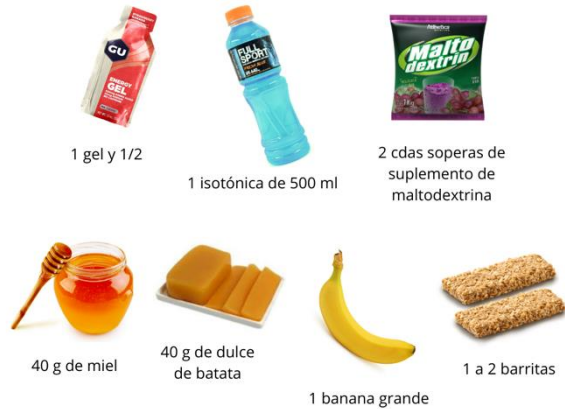 GU
ENERGY
GEL
FULL
SPORT
Malto
dextrin
1 gel y 1/2
1 isotónica de 500 ml
2 cdas soperas de
suplemento de
maltodextrina
40 g de miel
40 g de dulce
de batata
1 banana grande
1 a 2 barritas